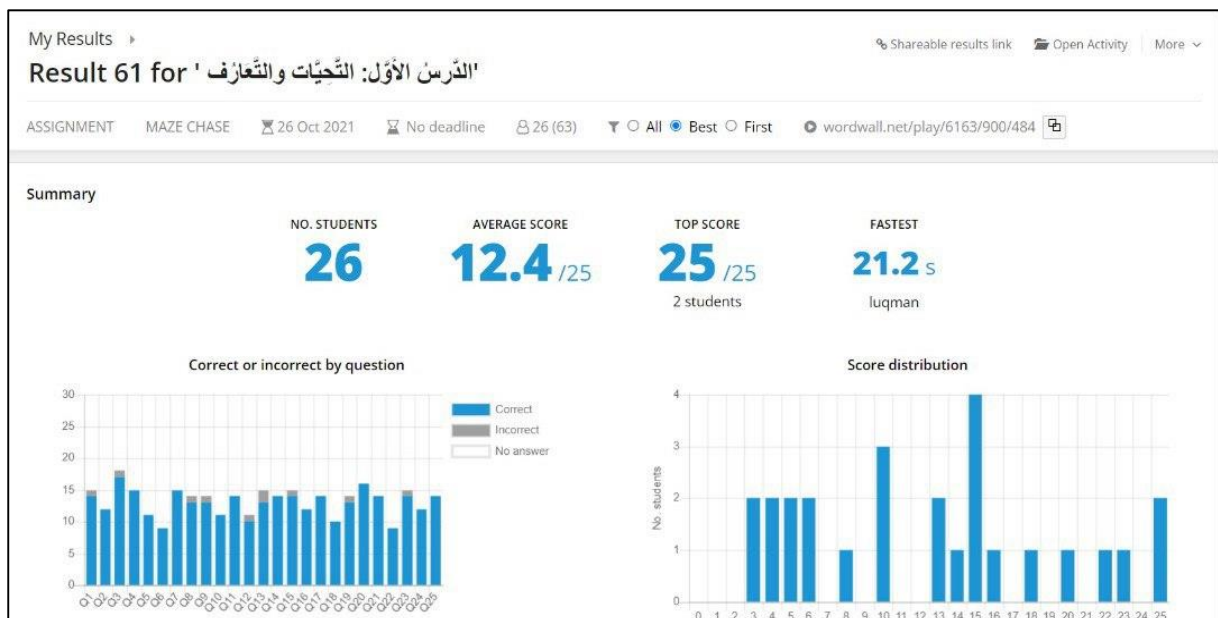 My Results
Shareable results link Open Activity More
Result 61 for ' الدَّرسُ الأوَّل: التَّحِيَّات والتَّعَارُف'
ASSIGNMENT MAZE CHASE 26 Oct 2021 No deadline 26 (63) All Best First wordwall.net/play/6163/900/484
Summary
NO. STUDENTS AVERAGE SCORE TOP SCORE FASTEST
26 12.4 /25 25 /25 21.2 s
2 students luqman
Correct or incorrect by question
30
25
20
15
10
5
0
Q1 Q2 Q3 Q4 Q5 Q6 Q7 Q8 Q9 Q10 Q11 Q12 Q13 Q14 Q15 Q16 Q17 Q18 Q19 Q20 Q21 Q22 Q23 Q24 Q25
Correct
Incorrect
No answer
Score distribution
No. students
4
3
2
1
0
0 1 2 3 4 5 6 7 8 9 10 11 12 13 14 15 16 17 18 19 20 21 22 23 24 25